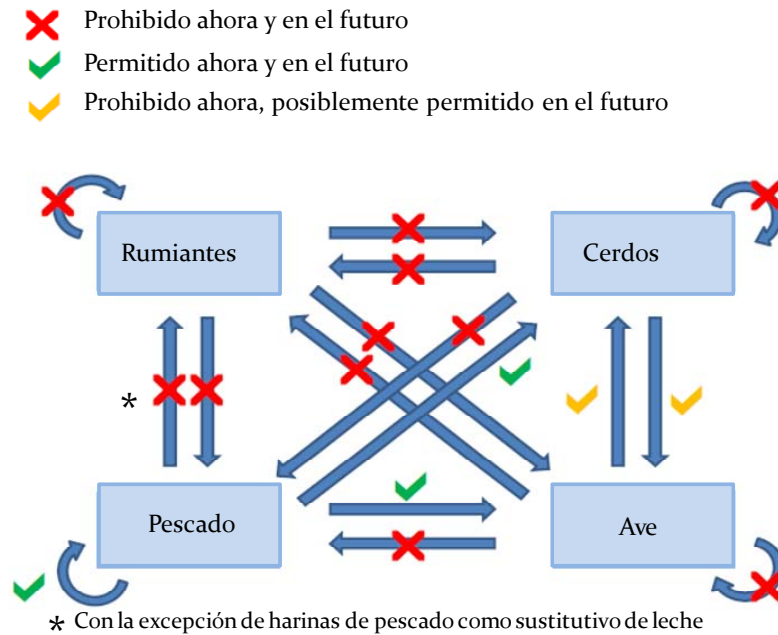 Prohibido ahora y en el futuro
Permitido ahora y en el futuro
Prohibido ahora, posiblemente permitido en el futuro
Rumiantes
Cerdos
*
Pescado
Ave
* Con la excepción de harinas de pescado como sustitutivo de leche